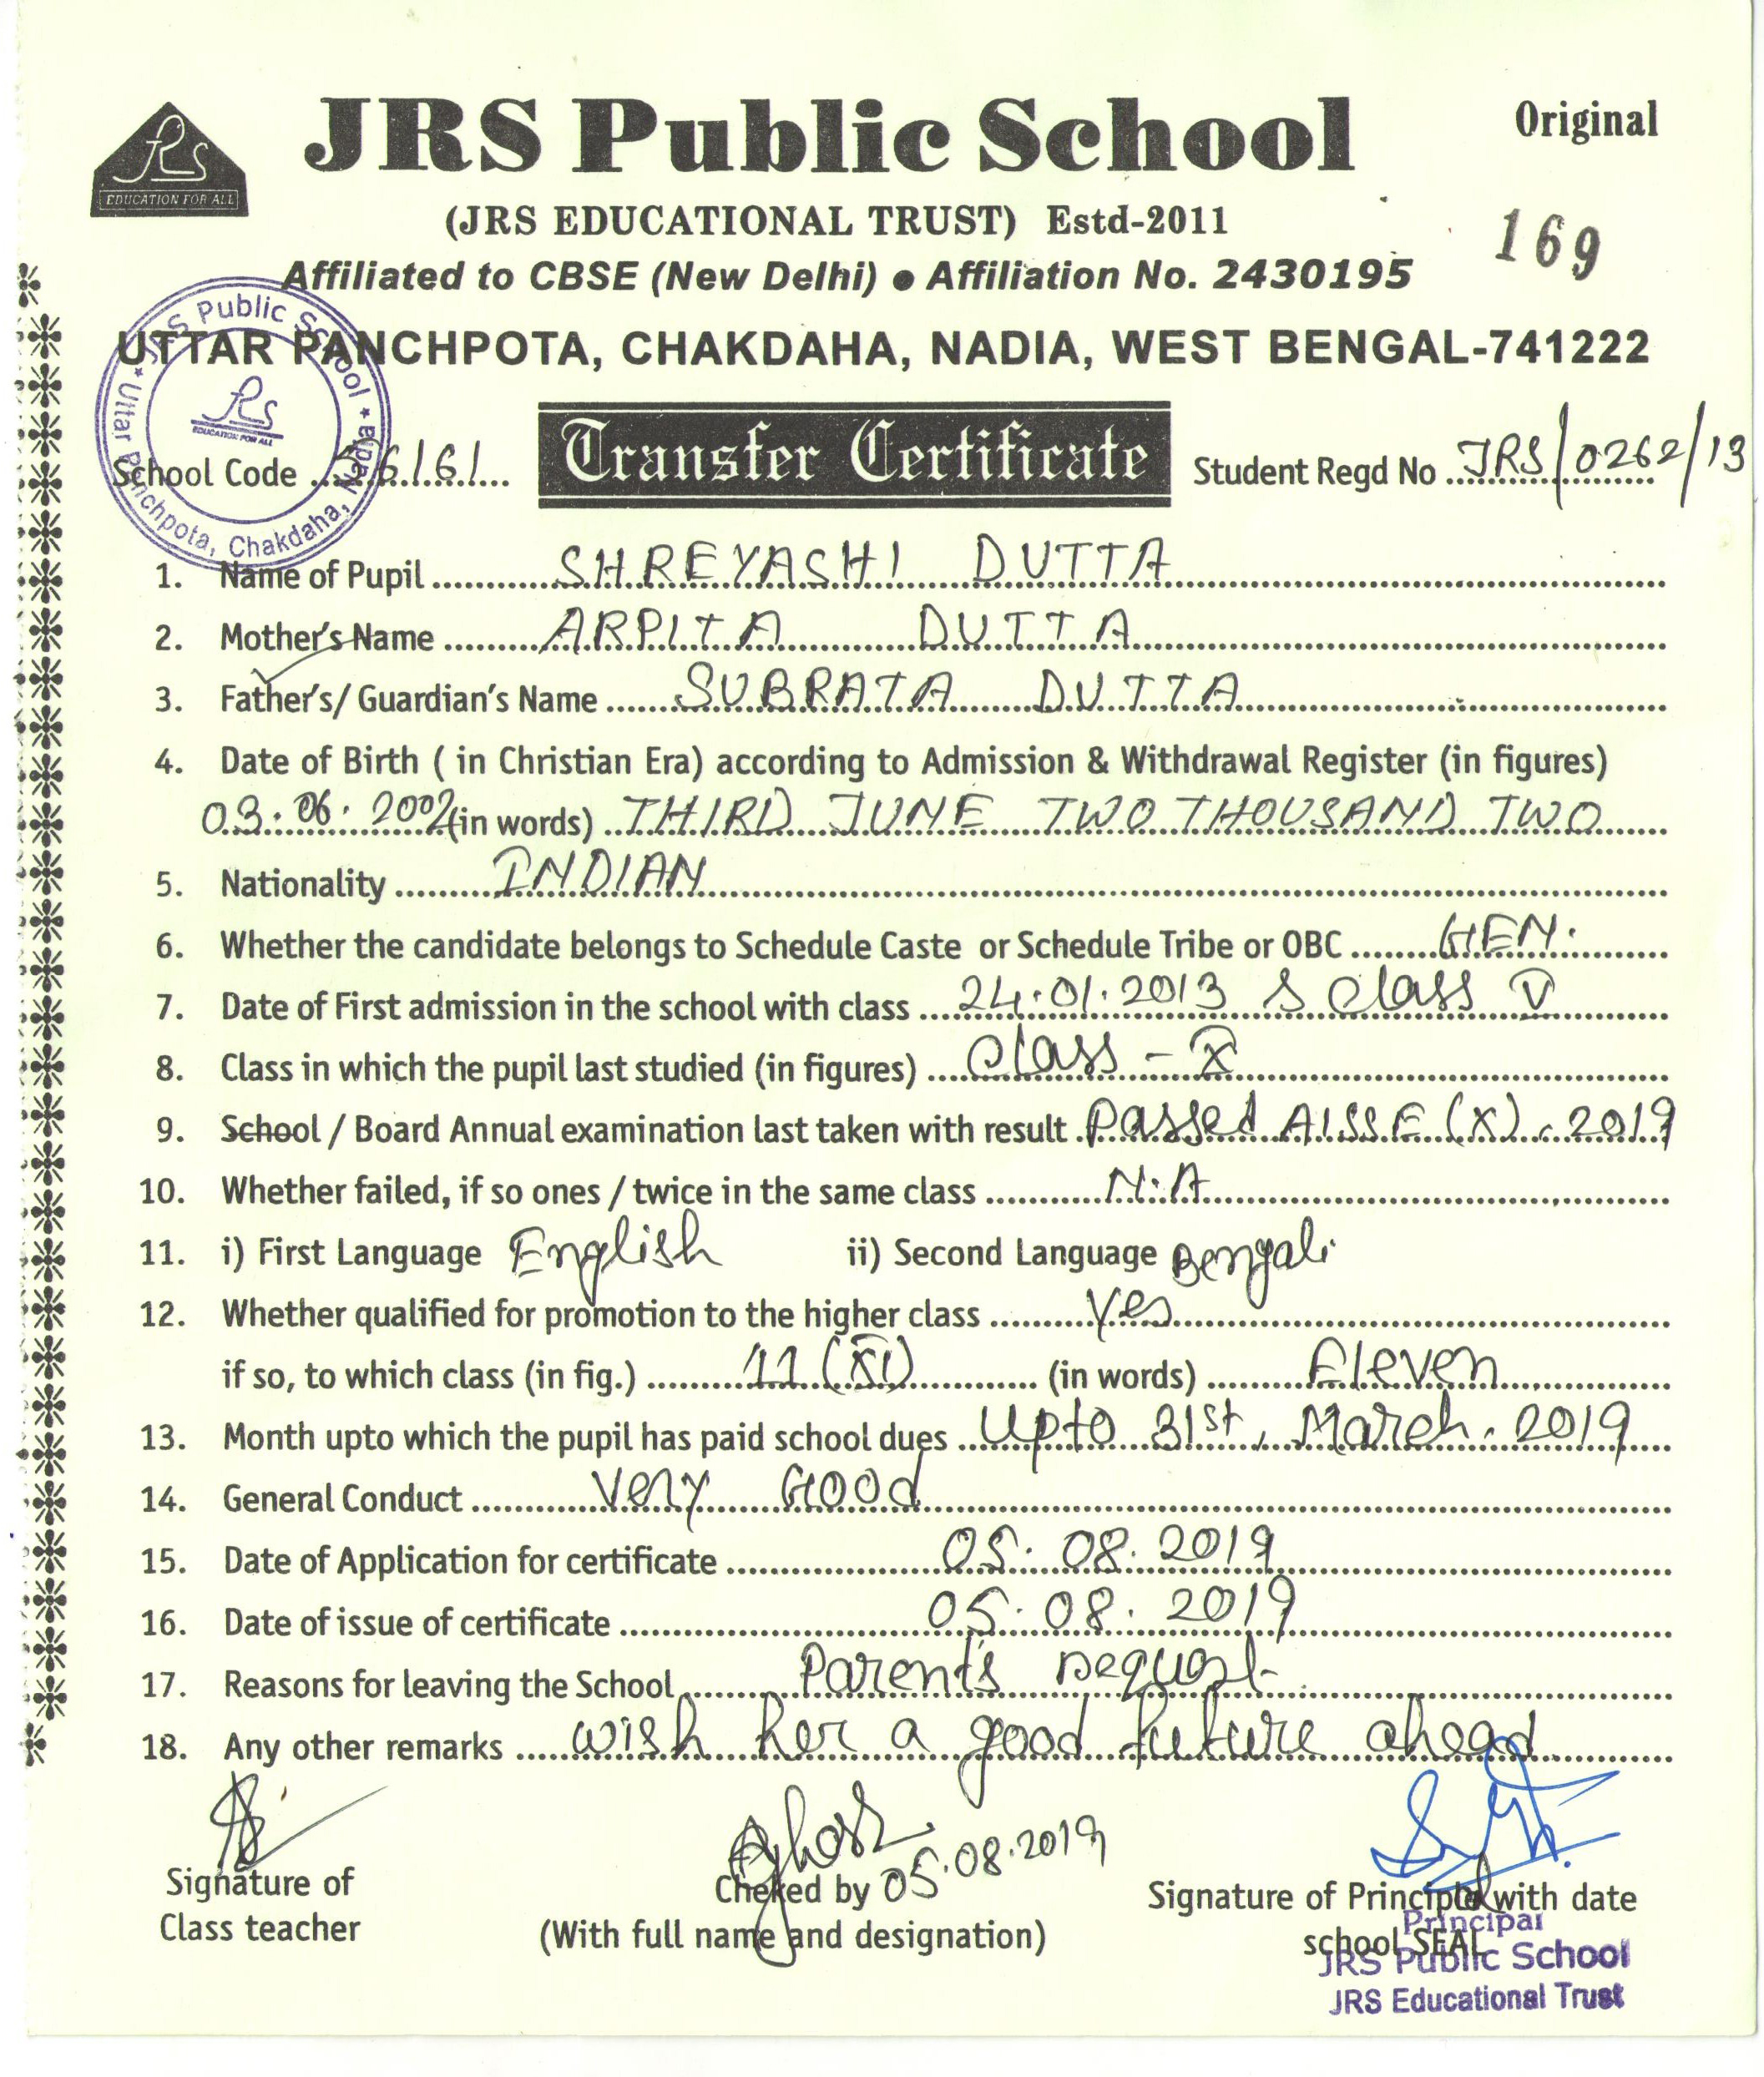 Original
JRS Public School
EDUCATION FOR ALL
(JRS EDUCATIONAL TRUST) Estd-2011
169
Affiliated to CBSE (New Delhi) ● Affiliation No. 2430195
UTTAR PANCHPOTA, CHAKDAHA, NADIA, WEST BENGAL-741222
JRS Public School * Uttar Panchpota, Chakdaha, Nadia *
EDUCATION FOR ALL
School Code ... 56161 ...
Transfer Certificate
Student Regd No .. JRS/0262/13
1. Name of Pupil ........ SHREYASHI DUTTA
2. Mother's Name ........ ARPITA DUTTA
3. Father's/ Guardian's Name ...... SUBRATA DUTTA
4. Date of Birth ( in Christian Era) according to Admission & Withdrawal Register (in figures)
03.06.2002 (in words) .. THIRD JUNE TWO THOUSAND TWO
5. Nationality ........ INDIAN
6. Whether the candidate belongs to Schedule Caste or Schedule Tribe or OBC ....... GEN.
7. Date of First admission in the school with class .... 24.01.2013 & Class V
8. Class in which the pupil last studied (in figures) .... Class - X
9. School / Board Annual examination last taken with result . Passed AISSE (X), 2019
10. Whether failed, if so ones / twice in the same class .......... N.A
11. i) First Language English ii) Second Language Bengali
12. Whether qualified for promotion to the higher class ......... Yes
if so, to which class (in fig.) ........ 11 (XI) ........ (in words) ........ Eleven
13. Month upto which the pupil has paid school dues .. Upto 31st, March. 2019
14. General Conduct ........ Very Good
15. Date of Application for certificate ........ 05.08.2019
16. Date of issue of certificate ........ 05.08.2019
17. Reasons for leaving the School ........ Parent's request
18. Any other remarks ..... wish her a good future ahead
Ghosh
05.08.2019
Signature of
Class teacher
Cheked by
(With full name and designation)
Signature of Principal with date
school SEAL
Principal
JRS Public School
JRS Educational Trust